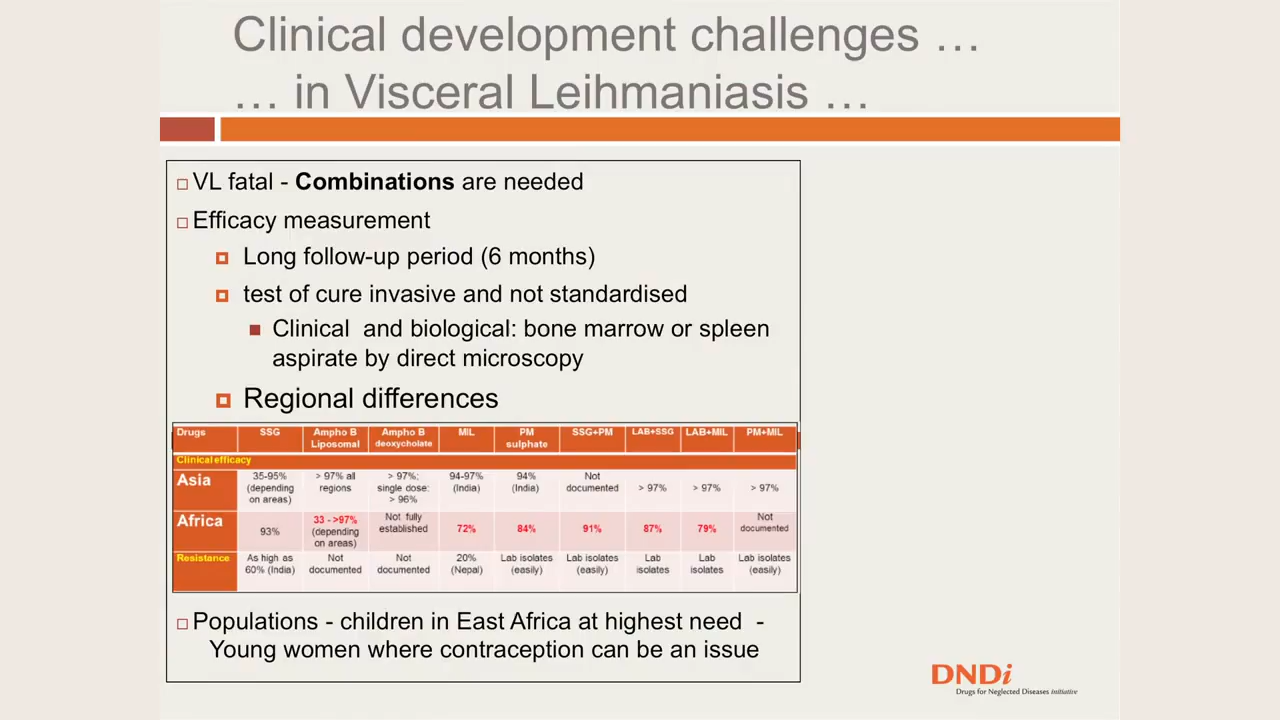 Clinical development challenges …
… in Visceral Leihmaniasis …
VL fatal - Combinations are needed
Efficacy measurement
Long follow-up period (6 months)
test of cure invasive and not standardised
Clinical and biological: bone marrow or spleen
aspirate by direct microscopy
Regional differences
Drugs SSG Ampho B Liposomal Ampho B deoxycholate MIL PM sulphate SSG+PM LAB+SSG LAB+MIL PM+MIL
Clinical efficacy
Asia 35-95% (depending on areas) > 97% all regions > 97%; single dose: > 96% 94-97% (India) 94% (India) Not documented > 97% > 97% > 97%
Africa 93% 33 - >97% (depending on areas) Not fully established 72% 84% 91% 87% 79% Not documented
Resistance As high as 60% (India) Not documented Not documented 20% (Nepal) Lab isolates (easily) Lab isolates (easily) Lab isolates Lab isolates Lab isolates (easily)
Populations - children in East Africa at highest need -
Young women where contraception can be an issue
DNDi
Drugs for Neglected Diseases initiative